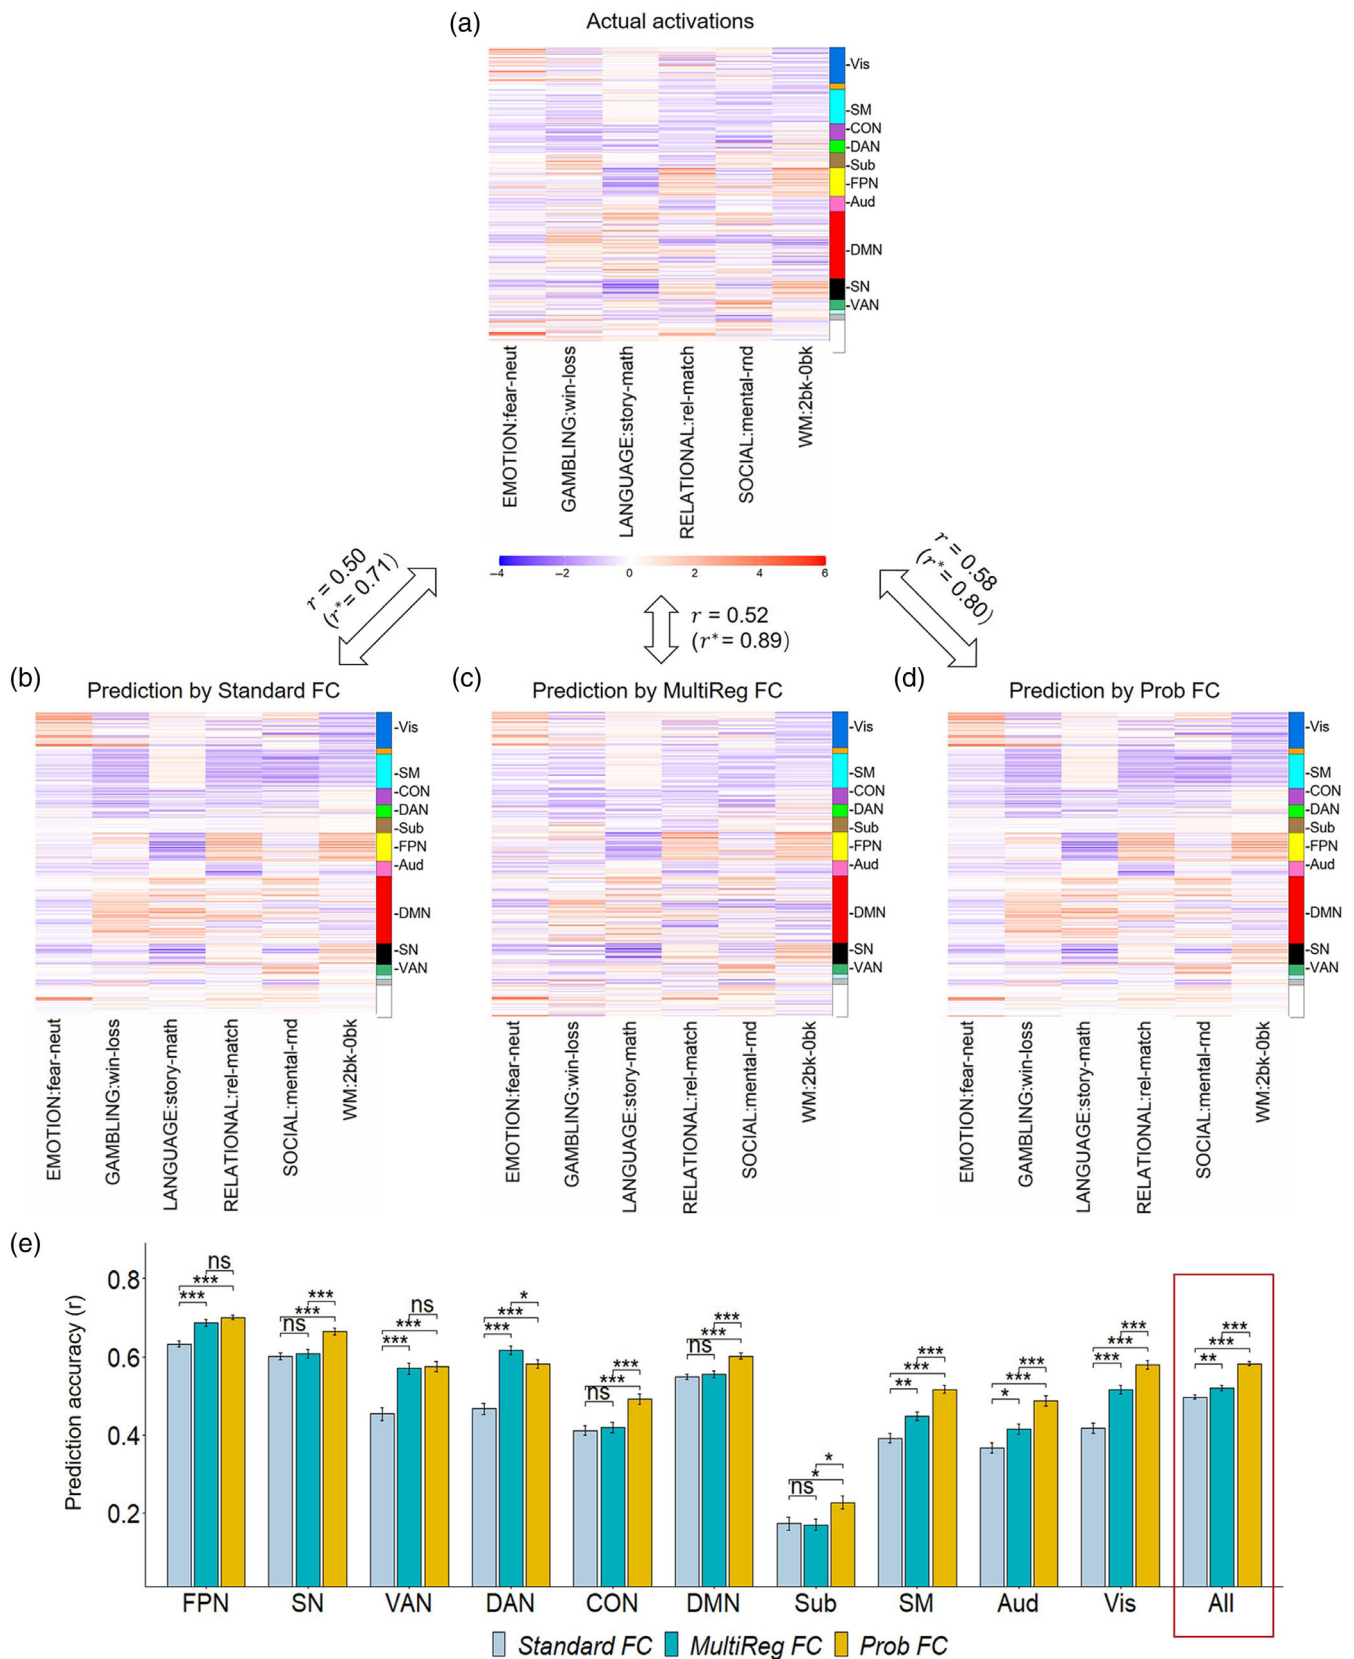 (a)
Actual activations
Vis
SM
CON
DAN
Sub
FPN
Aud
DMN
SN
VAN
EMOTION:fear-neut
GAMBLING:win-loss
LANGUAGE:story-math
RELATIONAL:rel-match
SOCIAL:mental-rnd
WM:2bk-0bk
−4 −2 0 2 4 6
r = 0.50
(r*= 0.71)
r = 0.52
(r*= 0.89)
r = 0.58
(r*= 0.80)
(b)
Prediction by Standard FC
Vis
SM
CON
DAN
Sub
FPN
Aud
DMN
SN
VAN
EMOTION:fear-neut
GAMBLING:win-loss
LANGUAGE:story-math
RELATIONAL:rel-match
SOCIAL:mental-rnd
WM:2bk-0bk
(c)
Prediction by MultiReg FC
Vis
SM
CON
DAN
Sub
FPN
Aud
DMN
SN
VAN
EMOTION:fear-neut
GAMBLING:win-loss
LANGUAGE:story-math
RELATIONAL:rel-match
SOCIAL:mental-rnd
WM:2bk-0bk
(d)
Prediction by Prob FC
Vis
SM
CON
DAN
Sub
FPN
Aud
DMN
SN
VAN
EMOTION:fear-neut
GAMBLING:win-loss
LANGUAGE:story-math
RELATIONAL:rel-match
SOCIAL:mental-rnd
WM:2bk-0bk
(e)
Prediction accuracy (r)
0.8
0.6
0.4
0.2
ns
***
***
***
***
ns
ns
***
***
*
***
***
***
***
ns
***
***
ns
*
*
ns
***
***
**
***
***
*
***
***
***
***
***
**
FPN SN VAN DAN CON DMN Sub SM Aud Vis All
Standard FC MultiReg FC Prob FC